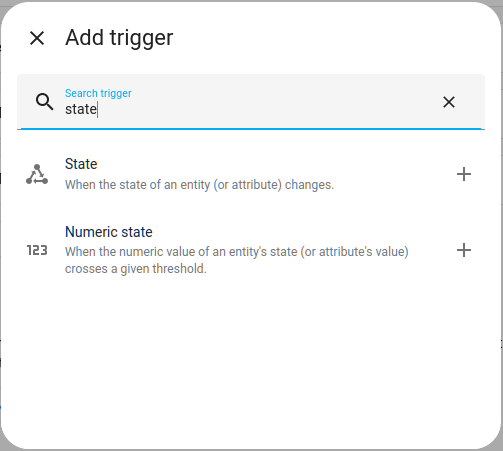 Add trigger
Search trigger
state
State
When the state of an entity (or attribute) changes.
Numeric state
123
When the numeric value of an entity's state (or attribute's value)
crosses a given threshold.